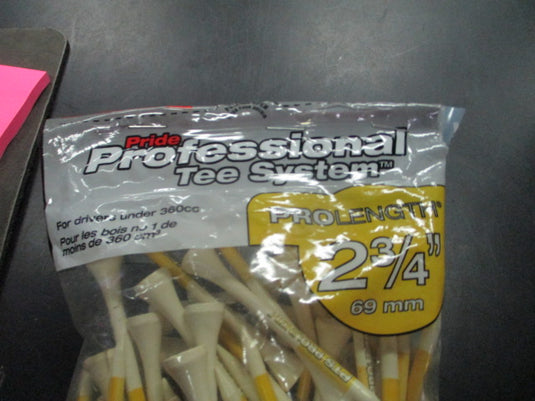 Pride
Professional
Tee System™
For drivers under 360cc
Pour les bois no 1 de
moins de 360 cm³
PROLENGTH®
2¾"
69 mm